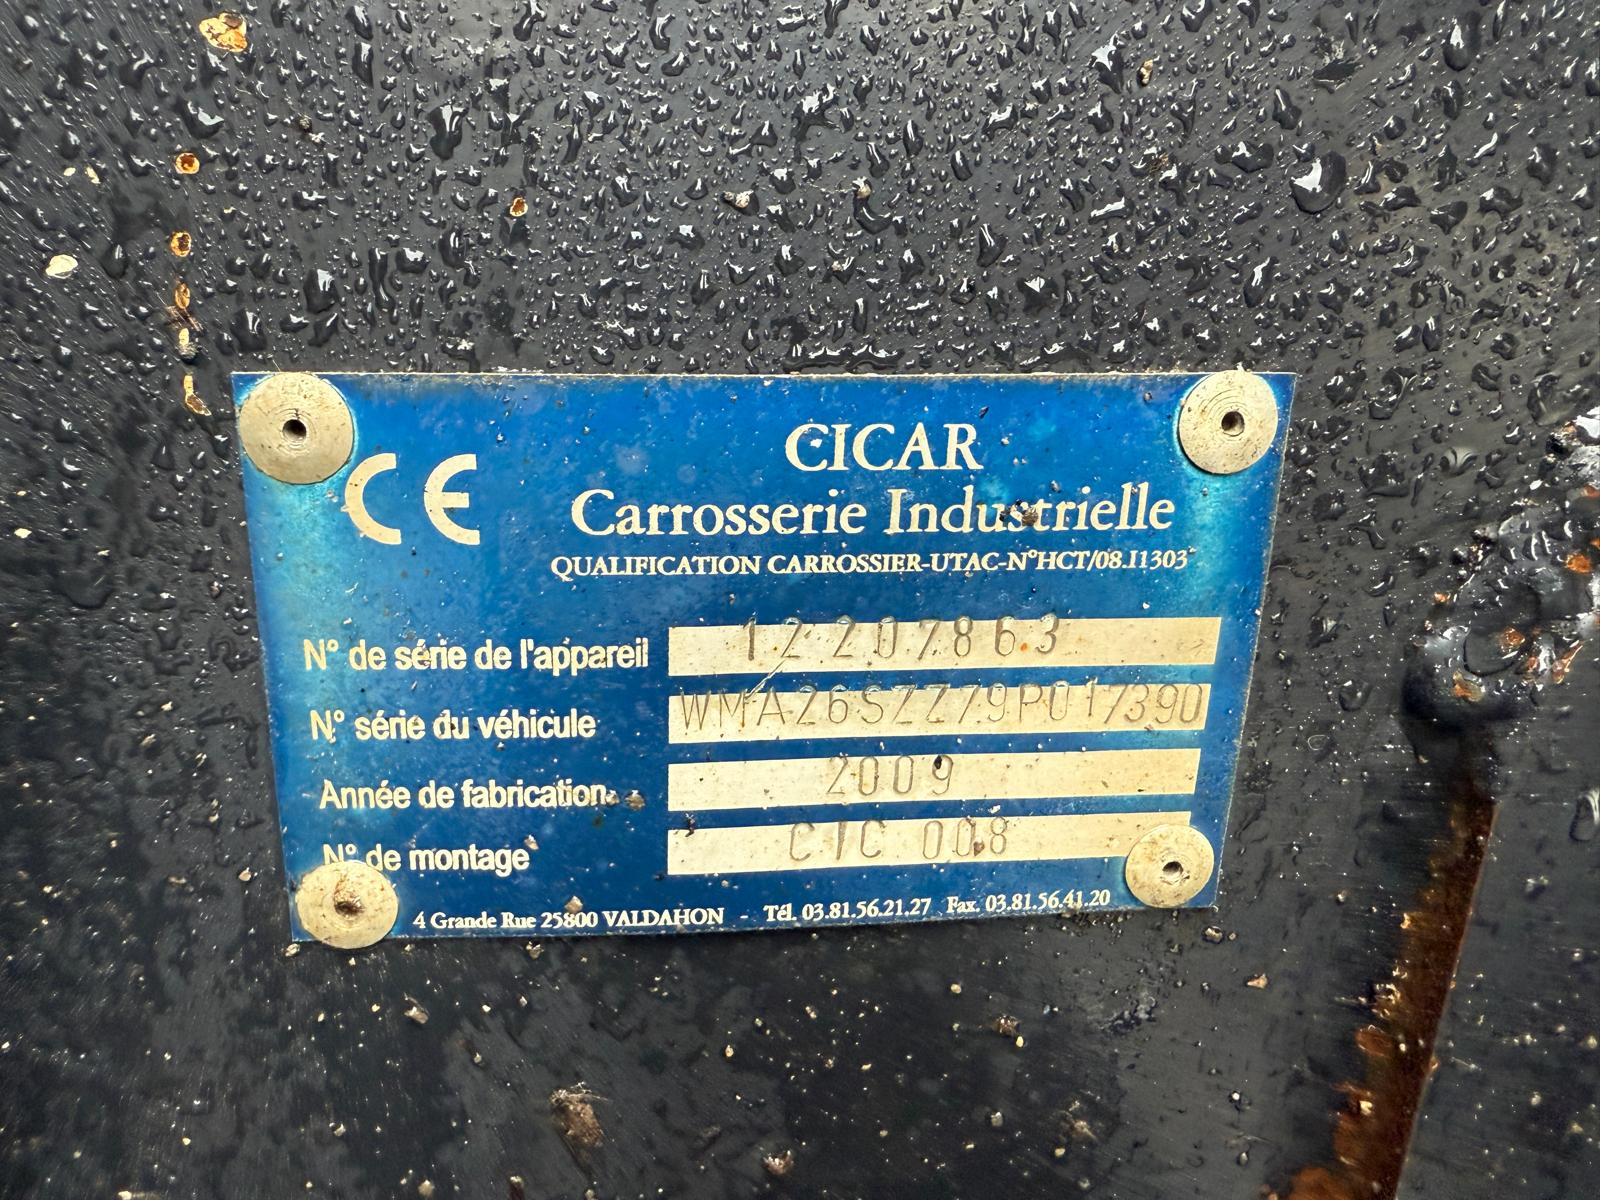 CE
CICAR
Carrosserie Industrielle
QUALIFICATION CARROSSIER-UTAC-N°HCT/08.11303
N° de série de l'appareil 12207863
N° série du véhicule WMA26SZZ79P017390
Année de fabrication 2009
N° de montage CIC 008
4 Grande Rue 25800 VALDAHON - Tél. 03.81.56.21.27 Fax. 03.81.56.41.20